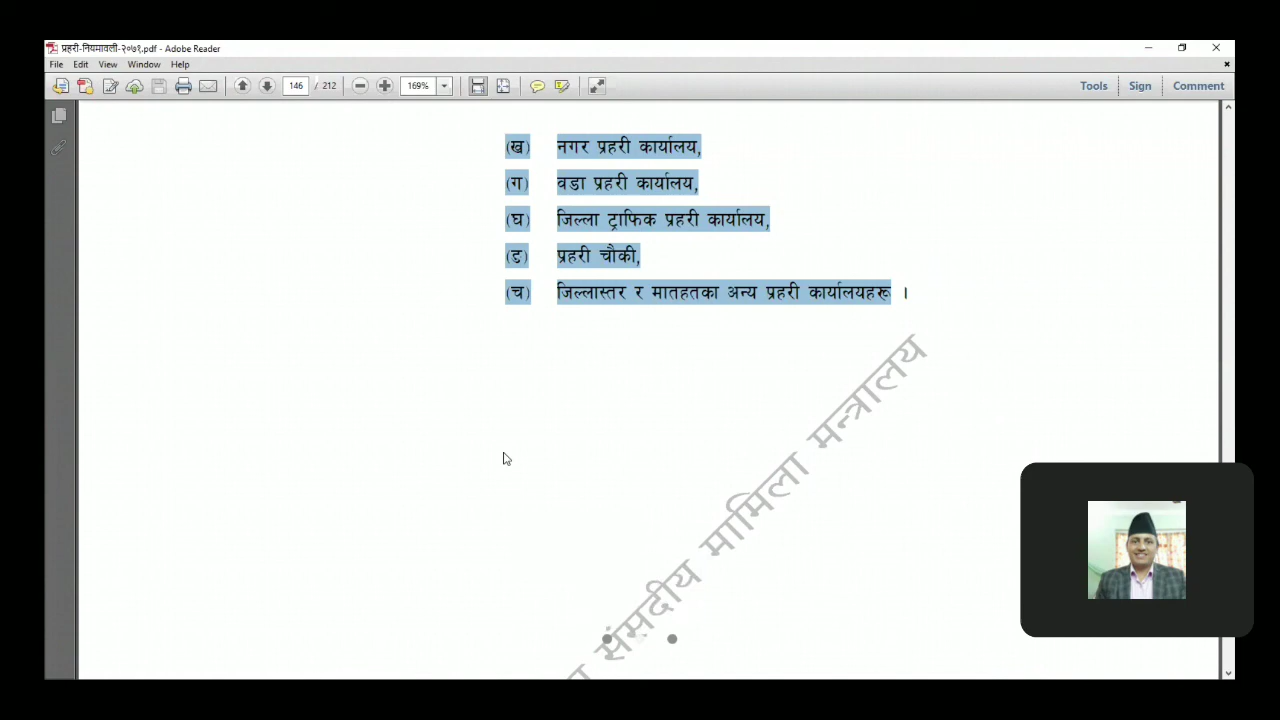 प्रहरी-नियमावली-२०७१.pdf - Adobe Reader
File Edit View Window Help
146 / 212 169% Tools Sign Comment
(ख) नगर प्रहरी कार्यालय,
(ग) वडा प्रहरी कार्यालय,
(घ) जिल्ला ट्राफिक प्रहरी कार्यालय,
(ङ) प्रहरी चौकी,
(च) जिल्लास्तर र मातहतका अन्य प्रहरी कार्यालयहरू ।
संसदीय मामिला मन्त्रालय